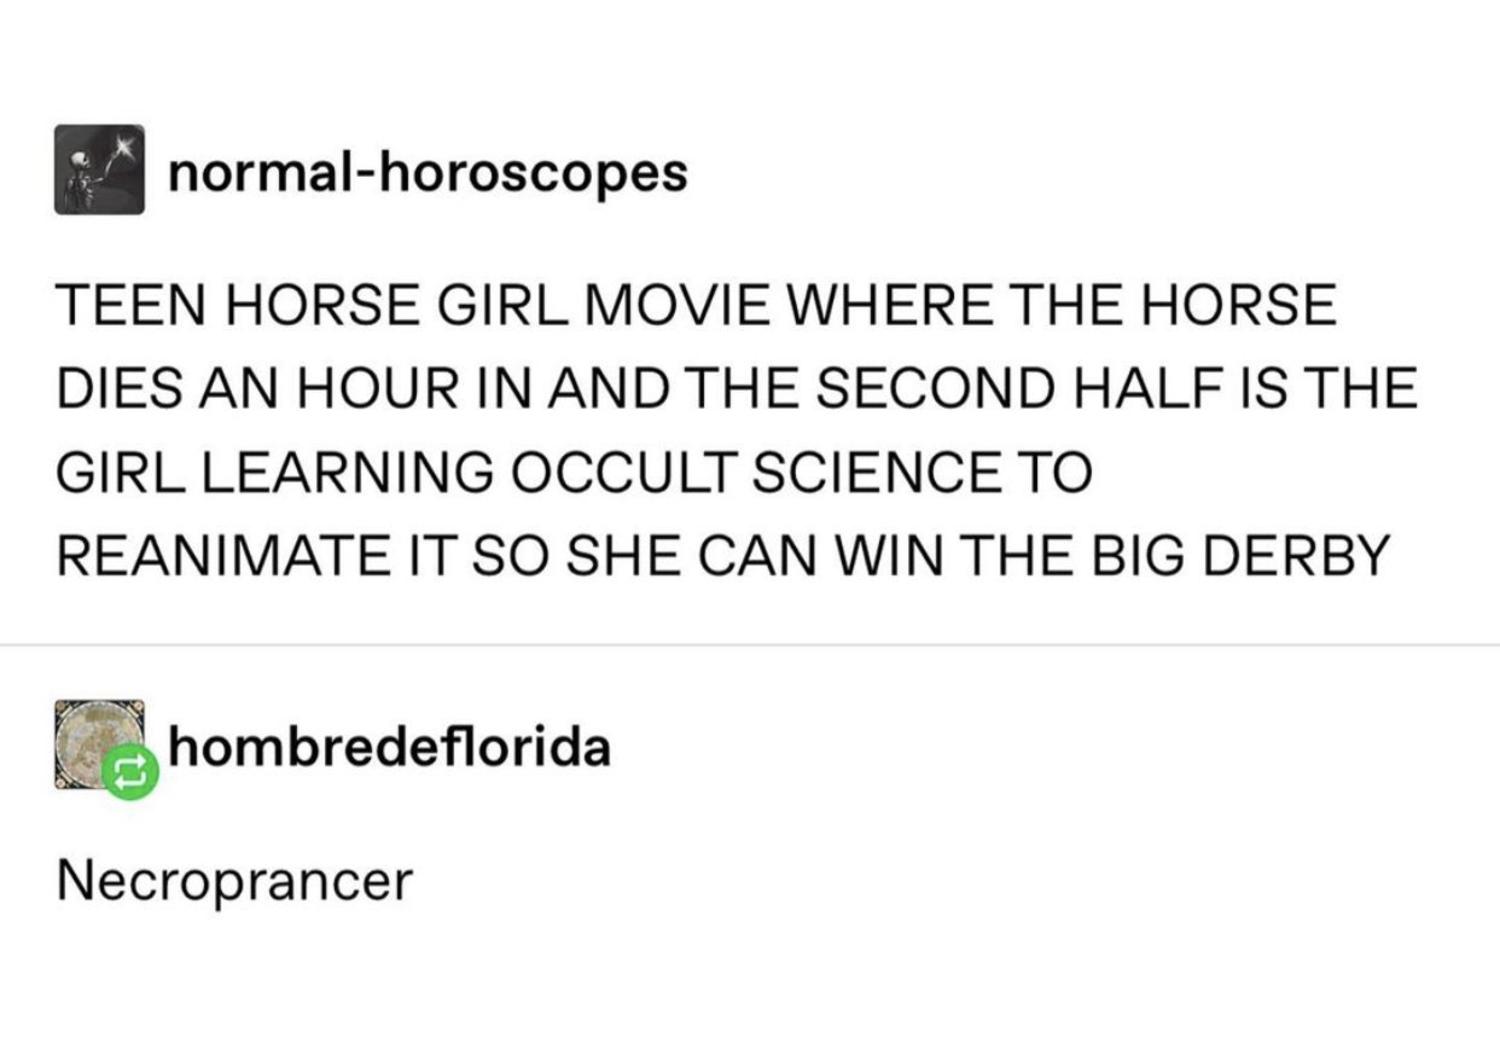 normal-horoscopes
TEEN HORSE GIRL MOVIE WHERE THE HORSE
DIES AN HOUR IN AND THE SECOND HALF IS THE
GIRL LEARNING OCCULT SCIENCE TO
REANIMATE IT SO SHE CAN WIN THE BIG DERBY
hombredeflorida
Necroprancer